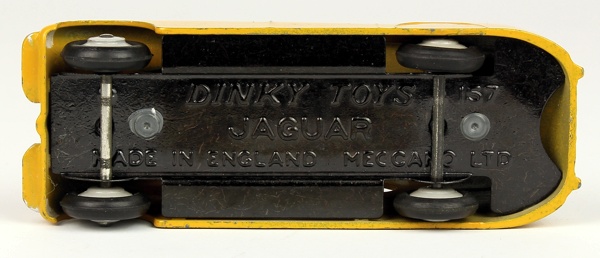 DINKY TOYS 157
JAGUAR
MADE IN ENGLAND MECCANO LTD